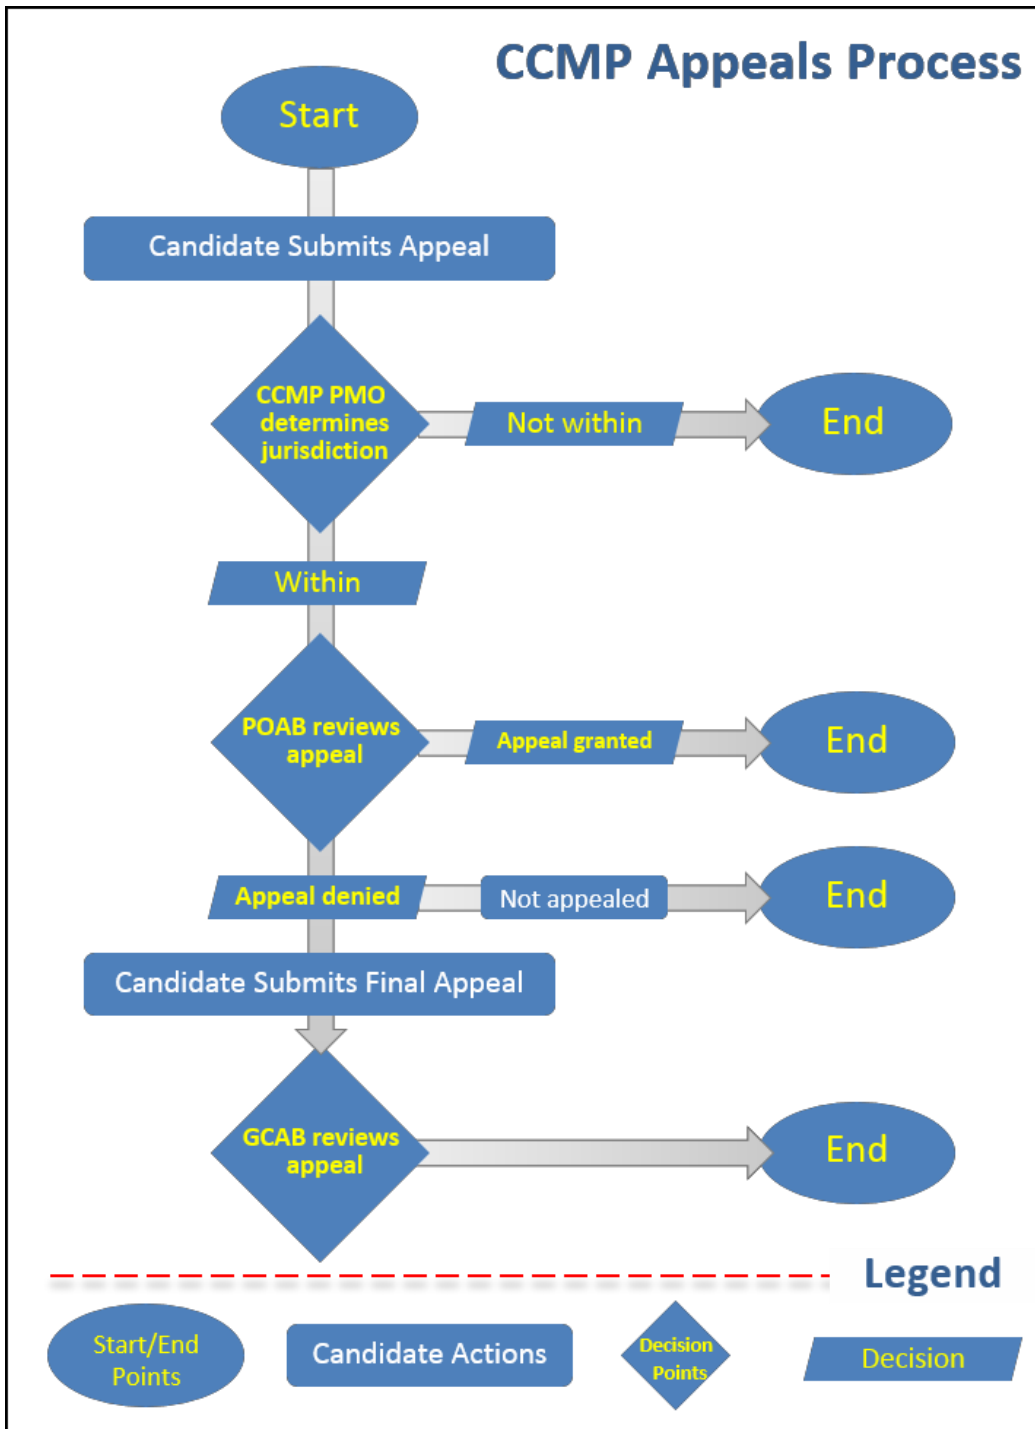 CCMP Appeals Process
Start
Candidate Submits Appeal
CCMP PMO
determines
jurisdiction
Not within
End
Within
POAB reviews
appeal
Appeal granted
End
Appeal denied
Not appealed
End
Candidate Submits Final Appeal
GCAB reviews
appeal
End
Legend
Start/End
Points
Candidate Actions
Decision
Points
Decision